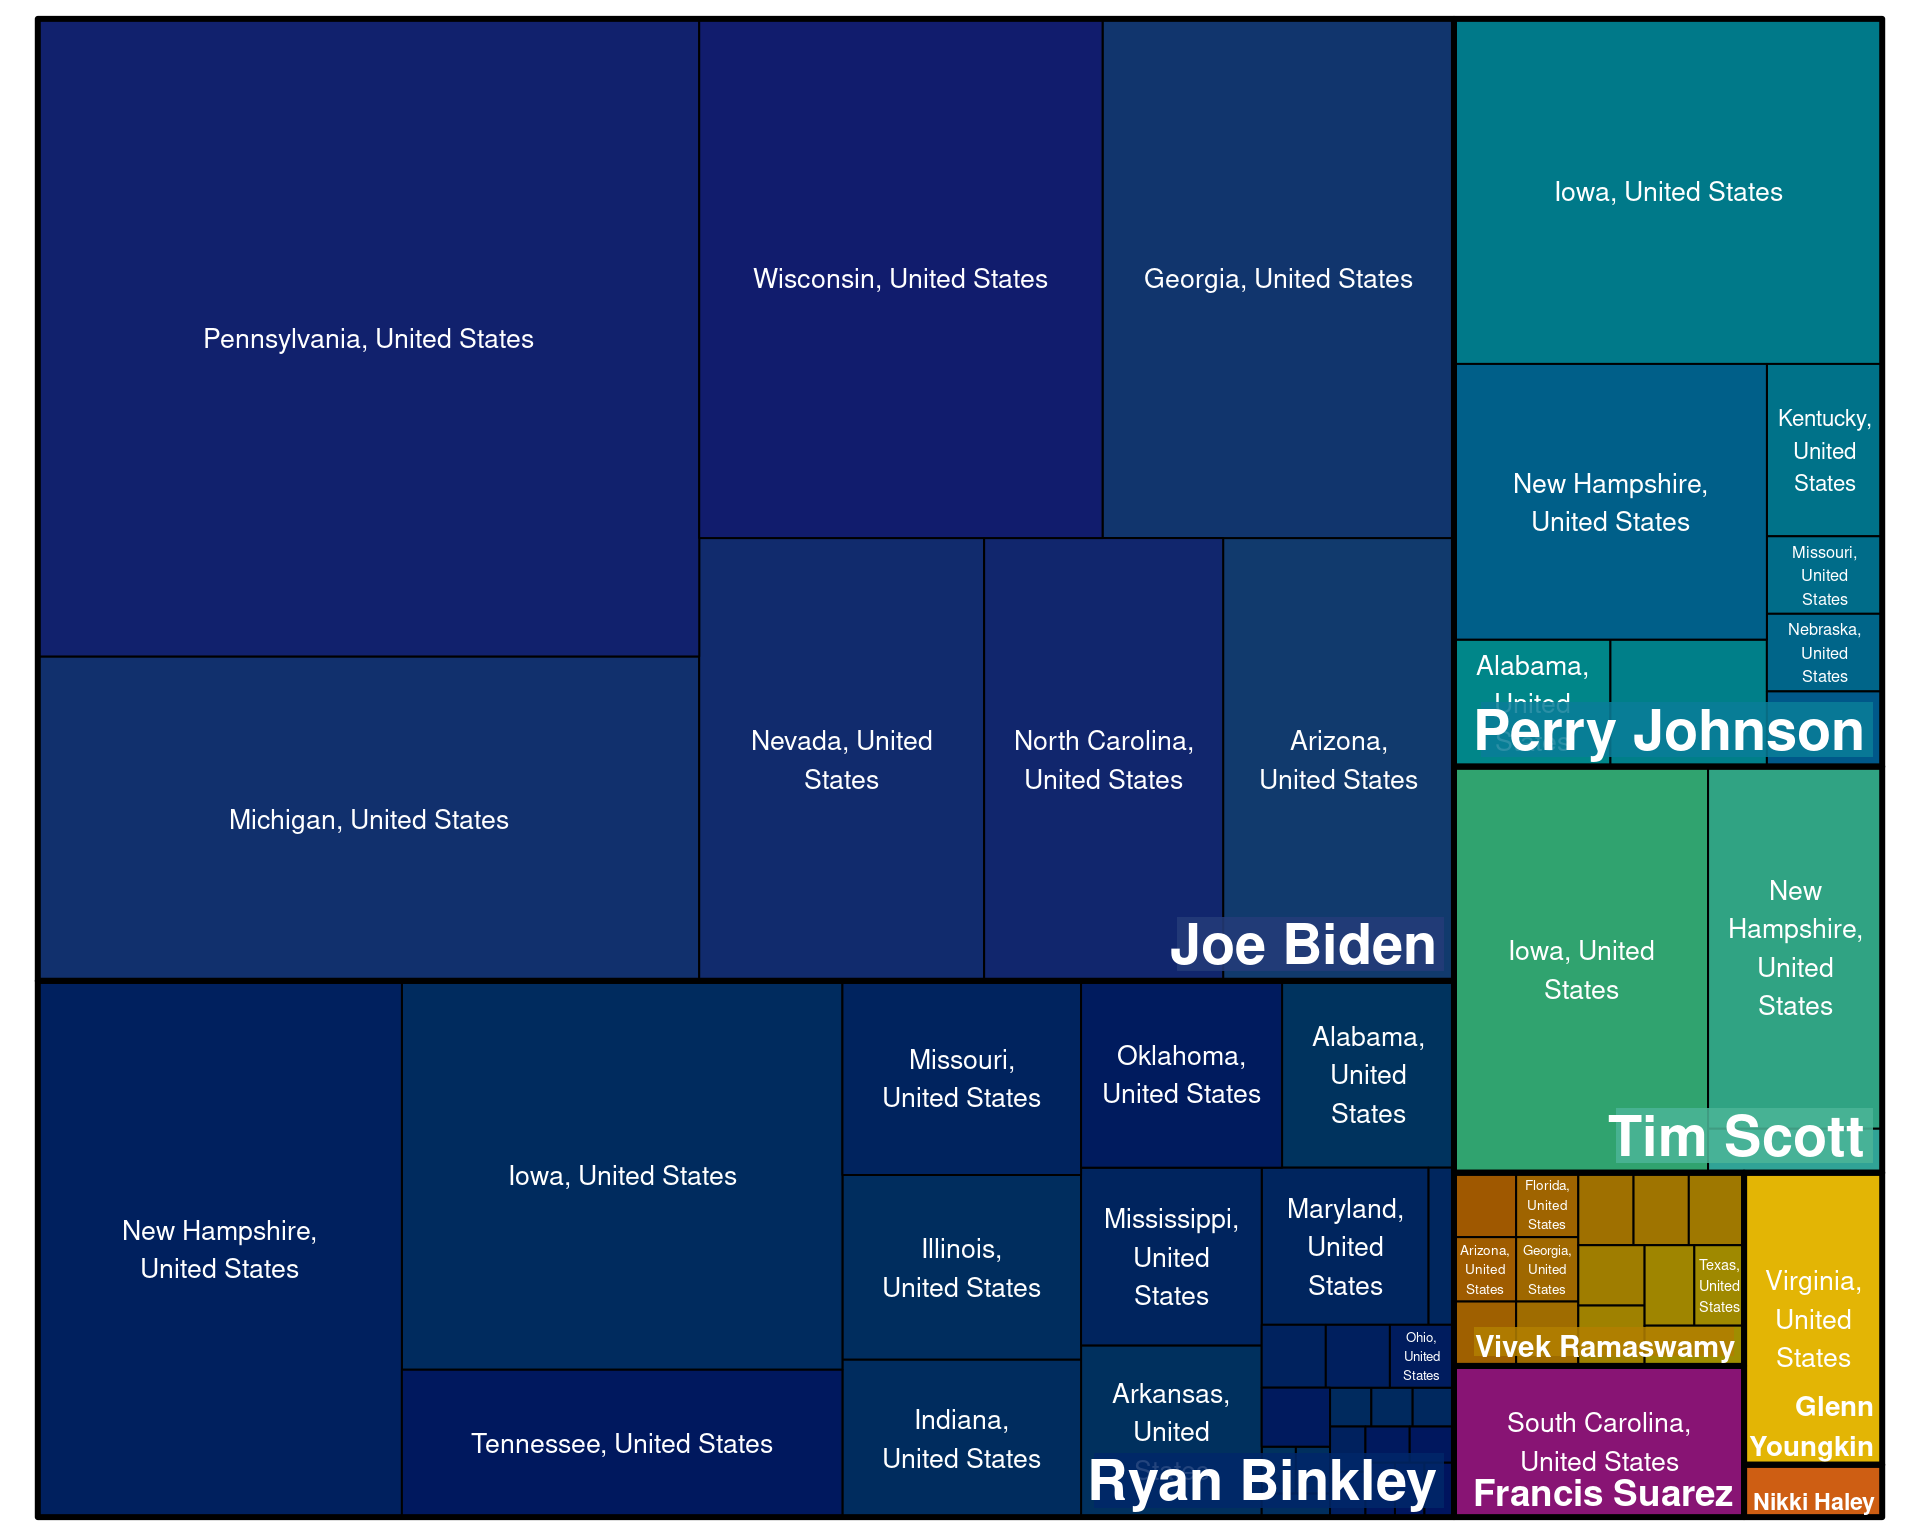 Pennsylvania, United States
Wisconsin, United States
Georgia, United States
Michigan, United States
Nevada, United
States
North Carolina,
United States
Arizona,
United States
Joe Biden
Iowa, United States
New Hampshire,
United States
Kentucky,
United
States
Missouri,
United
States
Nebraska,
United
States
Alabama,
United
States
Perry Johnson
Iowa, United
States
New
Hampshire,
United
States
Tim Scott
New Hampshire,
United States
Iowa, United States
Tennessee, United States
Missouri,
United States
Illinois,
United States
Indiana,
United States
Oklahoma,
United States
Alabama,
United
States
Mississippi,
United
States
Maryland,
United
States
Ohio,
United
States
Arkansas,
United
States
Ryan Binkley
Florida,
United
States
Arizona,
United
States
Georgia,
United
States
Texas,
United
States
Vivek Ramaswamy
Virginia,
United
States
Glenn
Youngkin
South Carolina,
United States
Francis Suarez
Nikki Haley